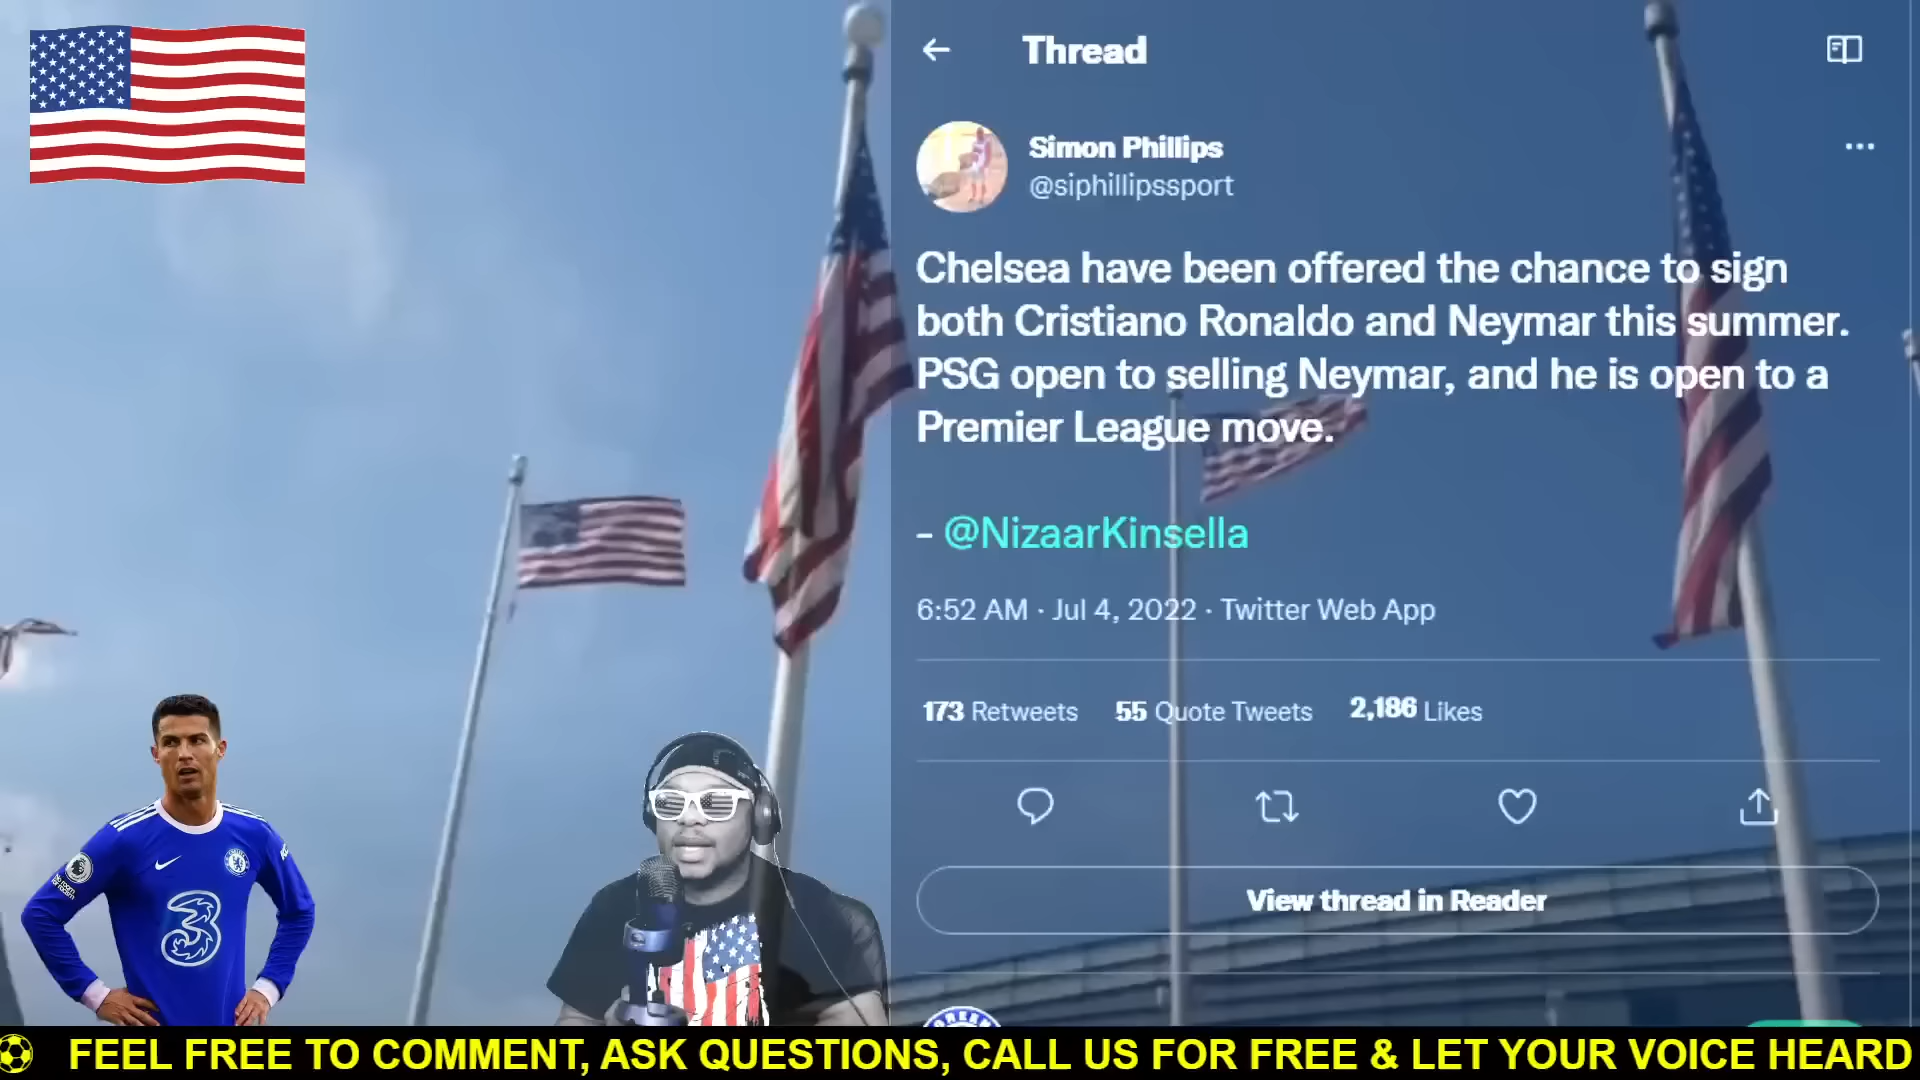 Thread
Simon Phillips
@siphillipssport
Chelsea have been offered the chance to sign
both Cristiano Ronaldo and Neymar this summer.
PSG open to selling Neymar, and he is open to a
Premier League move.
– @NizaarKinsella
6:52 AM · Jul 4, 2022 · Twitter Web App
173 Retweets 55 Quote Tweets 2,186 Likes
View thread in Reader
3
FEEL FREE TO COMMENT, ASK QUESTIONS, CALL US FOR FREE & LET YOUR VOICE HEARD